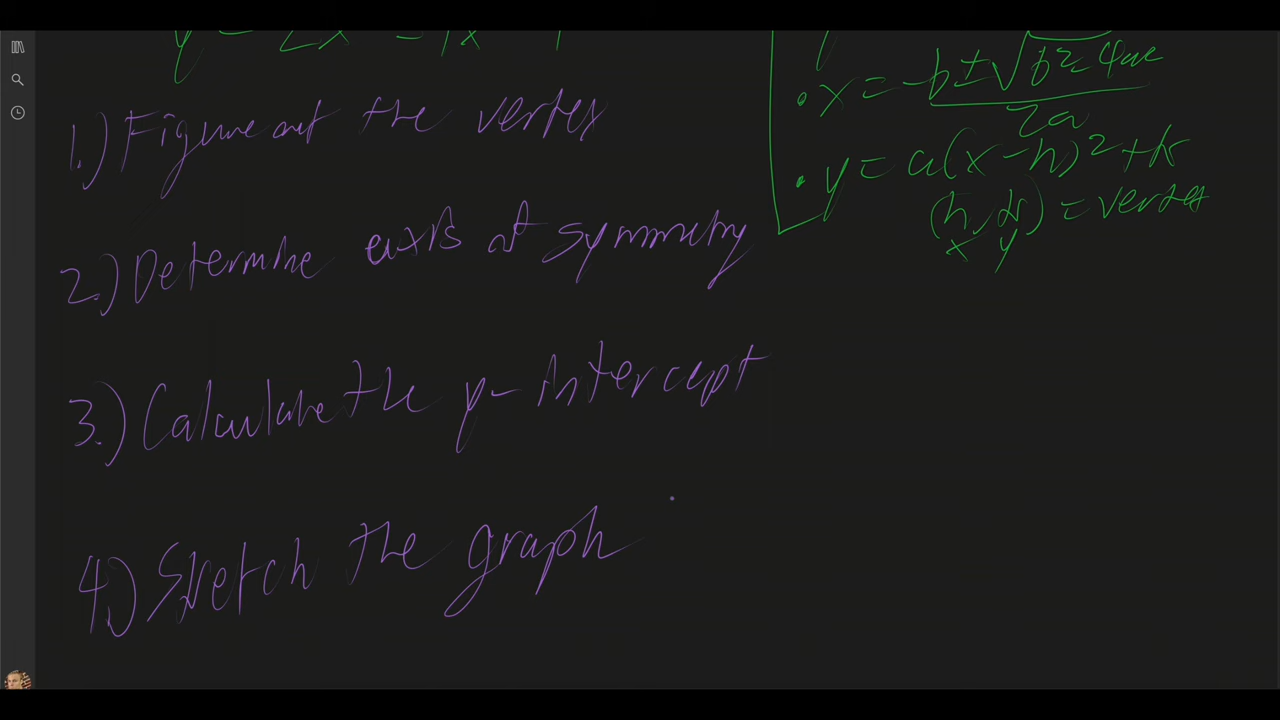 1.) Figure out the vertex
2.) Determine axis of symmetry
3.) Calculate the y-intercept
4.) Sketch the graph
• x = -b ± √b² - 4ac
2a
• y = a(x - h)² + k
(h, k) = vertex
x y